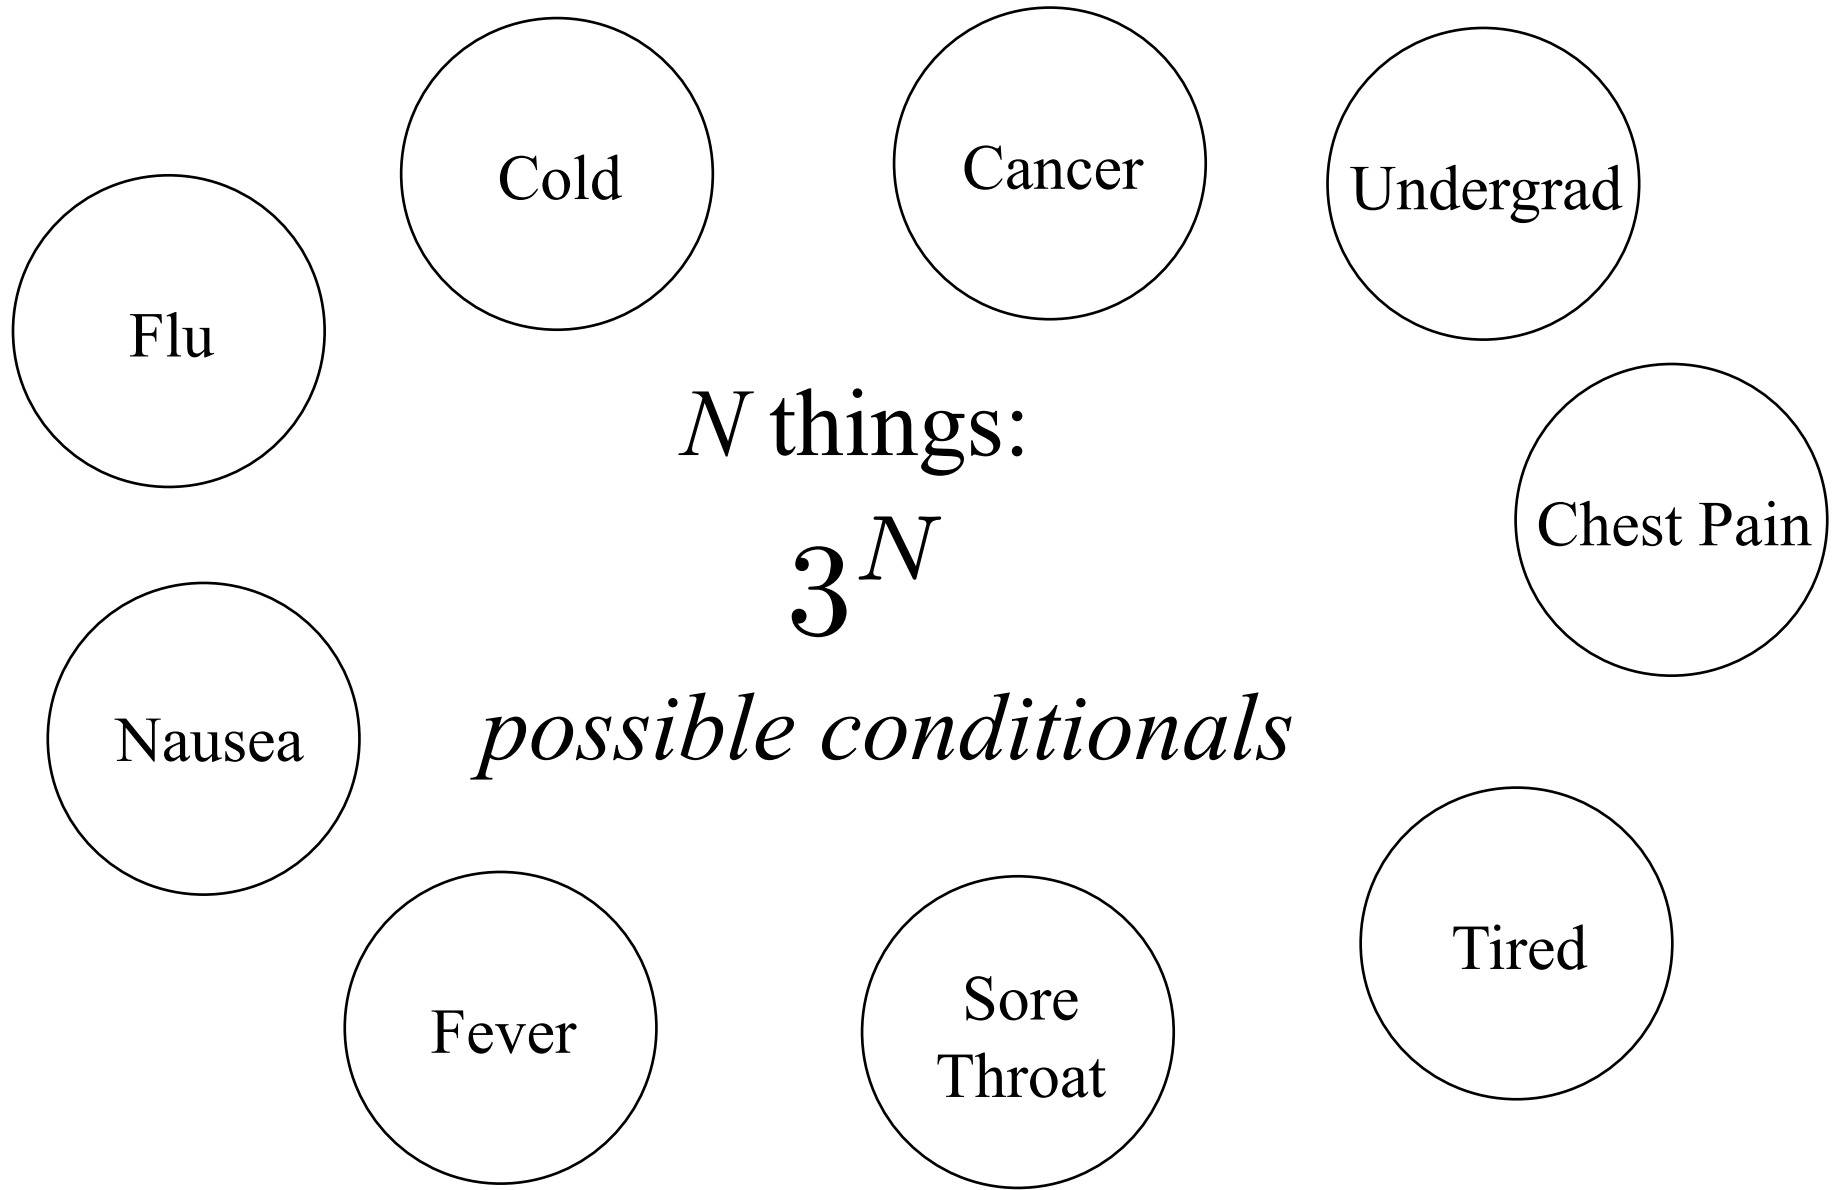 Cold
Cancer
Undergrad
Flu
N things:
3^N
Chest Pain
possible conditionals
Nausea
Tired
Fever
Sore
Throat